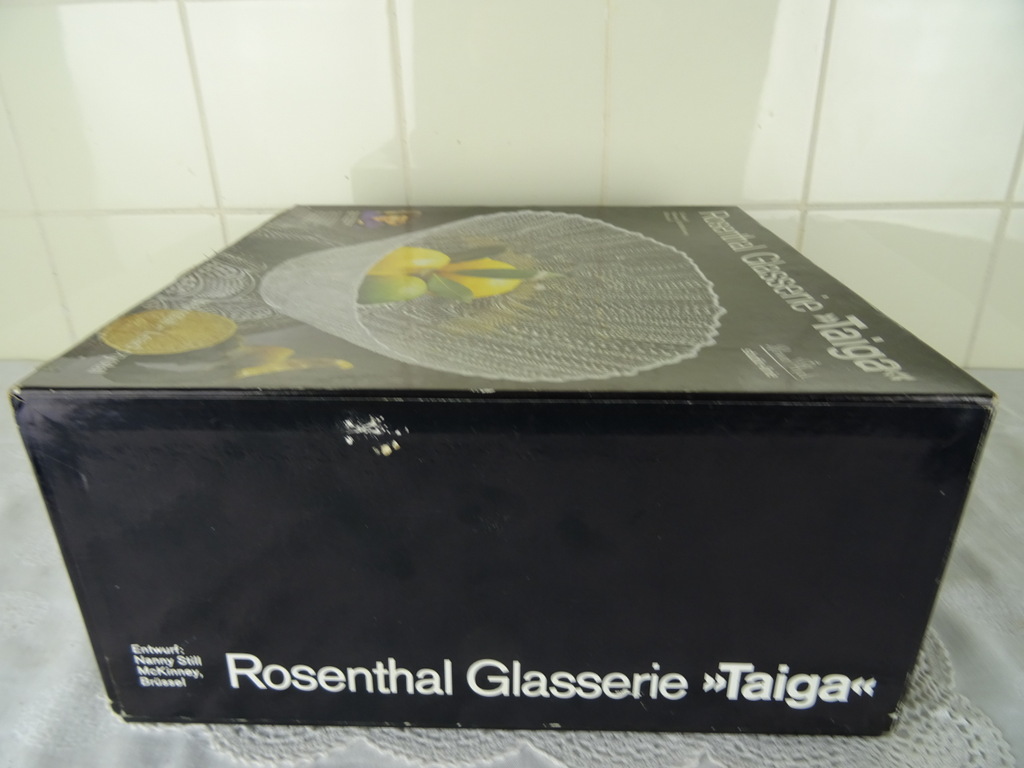 Rosenthal Glasserie »Taiga«
Entwurf:
Nanny Still
McKinney,
Brüssel
Rosenthal Glasserie »Taiga«